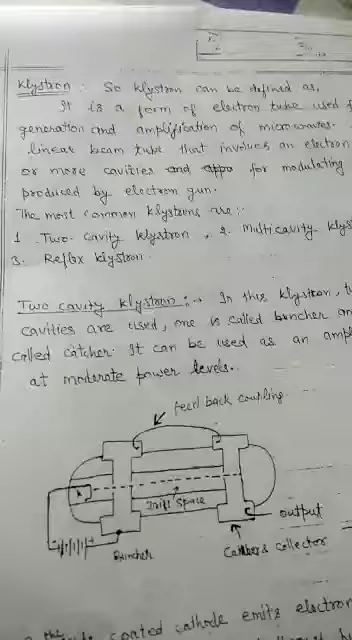 Klystron :- So klystron can be defined as,
It is a form of electron tube used
generation and amplification of microwaves.
linear beam tube that involves an electron
or more cavities and appo for modulating
produced by electron gun.
The most common klystrons are :-
1. Two-cavity klystron, 2. Multicavity klys
3. Reflex klystron.
Two cavity klystron :- In this klystron, t
cavities are used, one is called buncher an
called catcher. It can be used as an amp
at moderate power levels.
feed back coupling
Drift Space
output
Buncher
collector
coated cathode emits electron